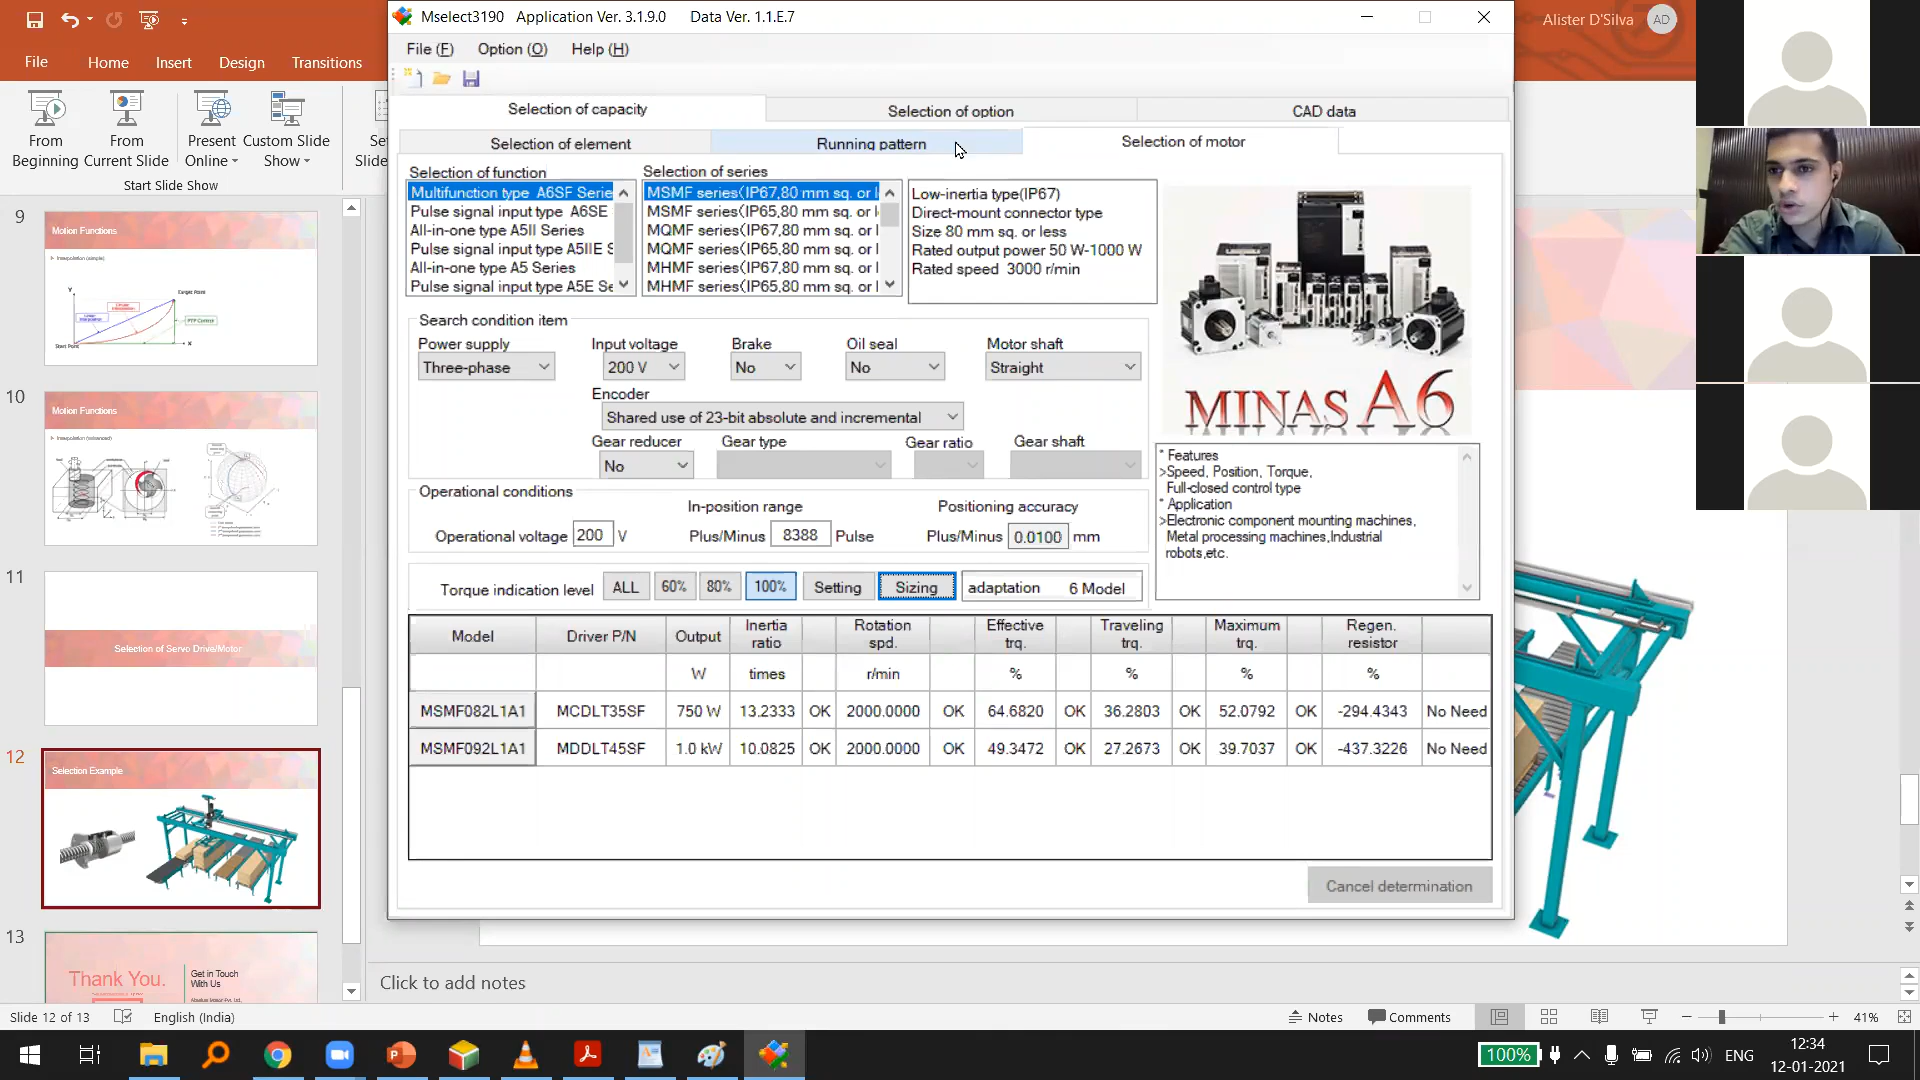 Mselect3190 Application Ver. 3.1.9.0 Data Ver. 1.1.E.7
Alister D'Silva AD
File (F) Option (O) Help (H)
File Home Insert Design Transitions
From Beginning
From Current Slide
Present Online
Custom Slide Show
Start Slide Show
Selection of capacity Selection of option CAD data
Selection of element Running pattern Selection of motor
Selection of function
Multifunction type A6SF Serie
Pulse signal input type A6SE
All-in-one type A5II Series
Pulse signal input type A5IIE S
All-in-one type A5 Series
Pulse signal input type A5E Se
Selection of series
MSMF series(IP67,80 mm sq. or l
MSMF series(IP65,80 mm sq. or l
MQMF series(IP67,80 mm sq. or l
MQMF series(IP65,80 mm sq. or l
MHMF series(IP67,80 mm sq. or l
MHMF series(IP65,80 mm sq. or l
Low-inertia type(IP67)
Direct-mount connector type
Size 80 mm sq. or less
Rated output power 50 W-1000 W
Rated speed 3000 r/min
MINAS A6
Search condition item
Power supply Input voltage Brake Oil seal Motor shaft
Three-phase 200 V No No Straight
Encoder
Shared use of 23-bit absolute and incremental
Gear reducer Gear type Gear ratio Gear shaft
No
Operational conditions
In-position range Positioning accuracy
Operational voltage 200 V Plus/Minus 8388 Pulse Plus/Minus 0.0100 mm
* Features
>Speed, Position, Torque,
Full-closed control type
* Application
>Electronic component mounting machines,
Metal processing machines,Industrial
robots,etc.
Torque indication level ALL 60% 80% 100% Setting Sizing adaptation 6 Model
Model Driver P/N Output Inertia ratio Rotation spd. Effective trq. Traveling trq. Maximum trq. Regen. resistor
W times r/min % % % %
MSMF082L1A1 MCDLT35SF 750 W 13.2333 OK 2000.0000 OK 64.6820 OK 36.2803 OK 52.0792 OK -294.4343 No Need
MSMF092L1A1 MDDLT45SF 1.0 kW 10.0825 OK 2000.0000 OK 49.3472 OK 27.2673 OK 39.7037 OK -437.3226 No Need
Cancel determination
9
Motion Functions
Interpolation (simple)
Y
Target Point
PTP Control
Start Point
X
10
Motion Functions
11
Selection of Servo Drive/Motor
12
Selection Example
13
Thank You.
Get in Touch
With Us
Click to add notes
Slide 12 of 13 English (India) Notes Comments 41%
100% ENG 12:34
12-01-2021